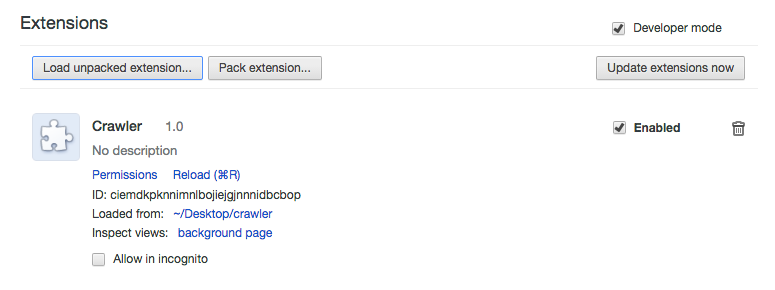 Extensions
Developer mode
Load unpacked extension... Pack extension... Update extensions now
Crawler 1.0 Enabled
No description
Permissions Reload (⌘R)
ID: ciemdkpknnimnlbojiejgjnnnidbcbop
Loaded from: ~/Desktop/crawler
Inspect views: background page
Allow in incognito